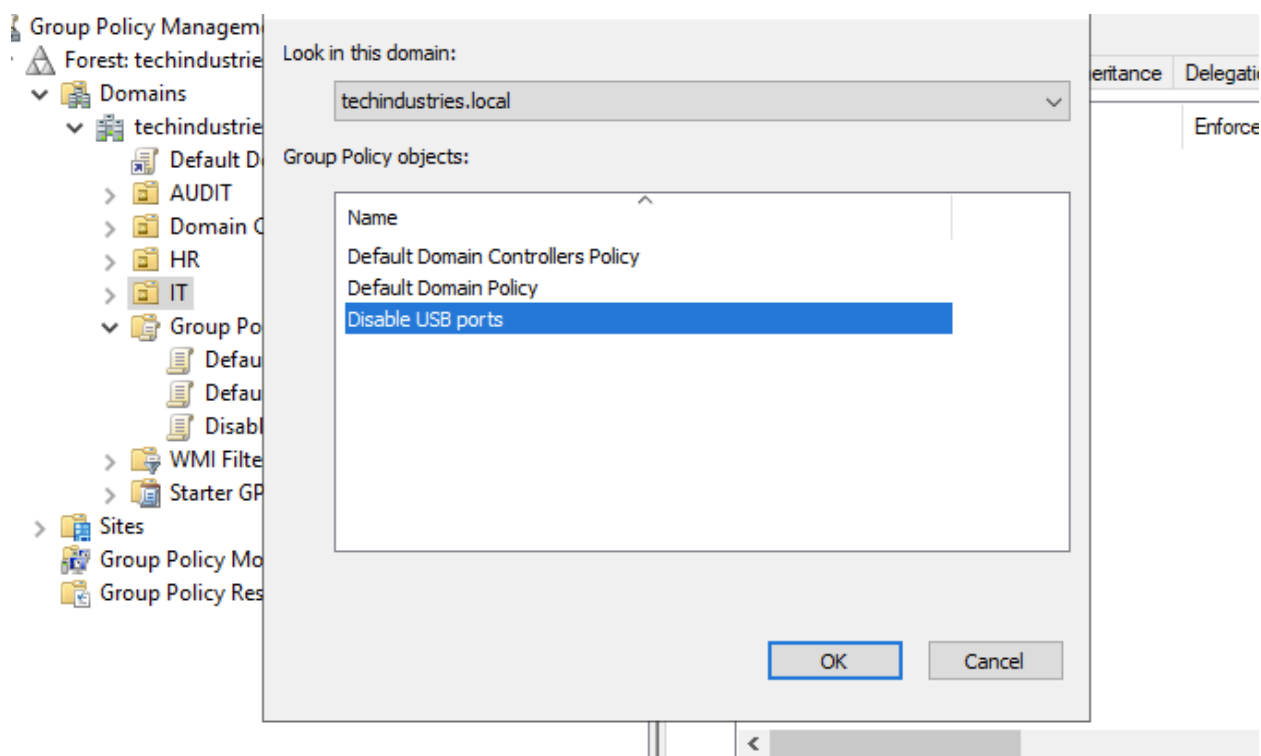 Group Policy Managem
Forest: techindustrie
Domains
techindustrie
Default D
AUDIT
Domain C
HR
IT
Group Po
Defau
Defau
Disabl
WMI Filte
Starter GP
Sites
Group Policy Mo
Group Policy Res
Look in this domain:
techindustries.local
Group Policy objects:
Name
Default Domain Controllers Policy
Default Domain Policy
Disable USB ports
OK Cancel
eritance Delegati
Enforce